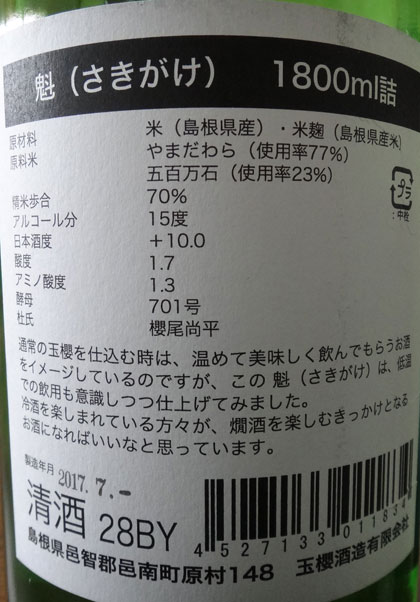 魁（さきがけ） 1800ml詰
原材料 米（島根県産）・米麹（島根県産米）
原料米 やまだわら（使用率77%）
五百万石（使用率23%）
精米歩合 70%
アルコール分 15度
日本酒度 +10.0
酸度 1.7
アミノ酸度 1.3
酵母 701号
杜氏 櫻尾尚平
プラ
：中栓
通常の玉櫻を仕込む時は、温めて美味しく飲んでもらうお酒
をイメージしているのですが、この 魁（さきがけ）は、低温
での飲用も意識しつつ仕上げてみました。
冷酒を楽しまれている方々が、燗酒を楽しむきっかけとなる
お酒になればいいなと思っています。
製造年月 2017. 7.-
清酒 28BY
4 527133 01183
島根県邑智郡邑南町原村148 玉櫻酒造有限会社